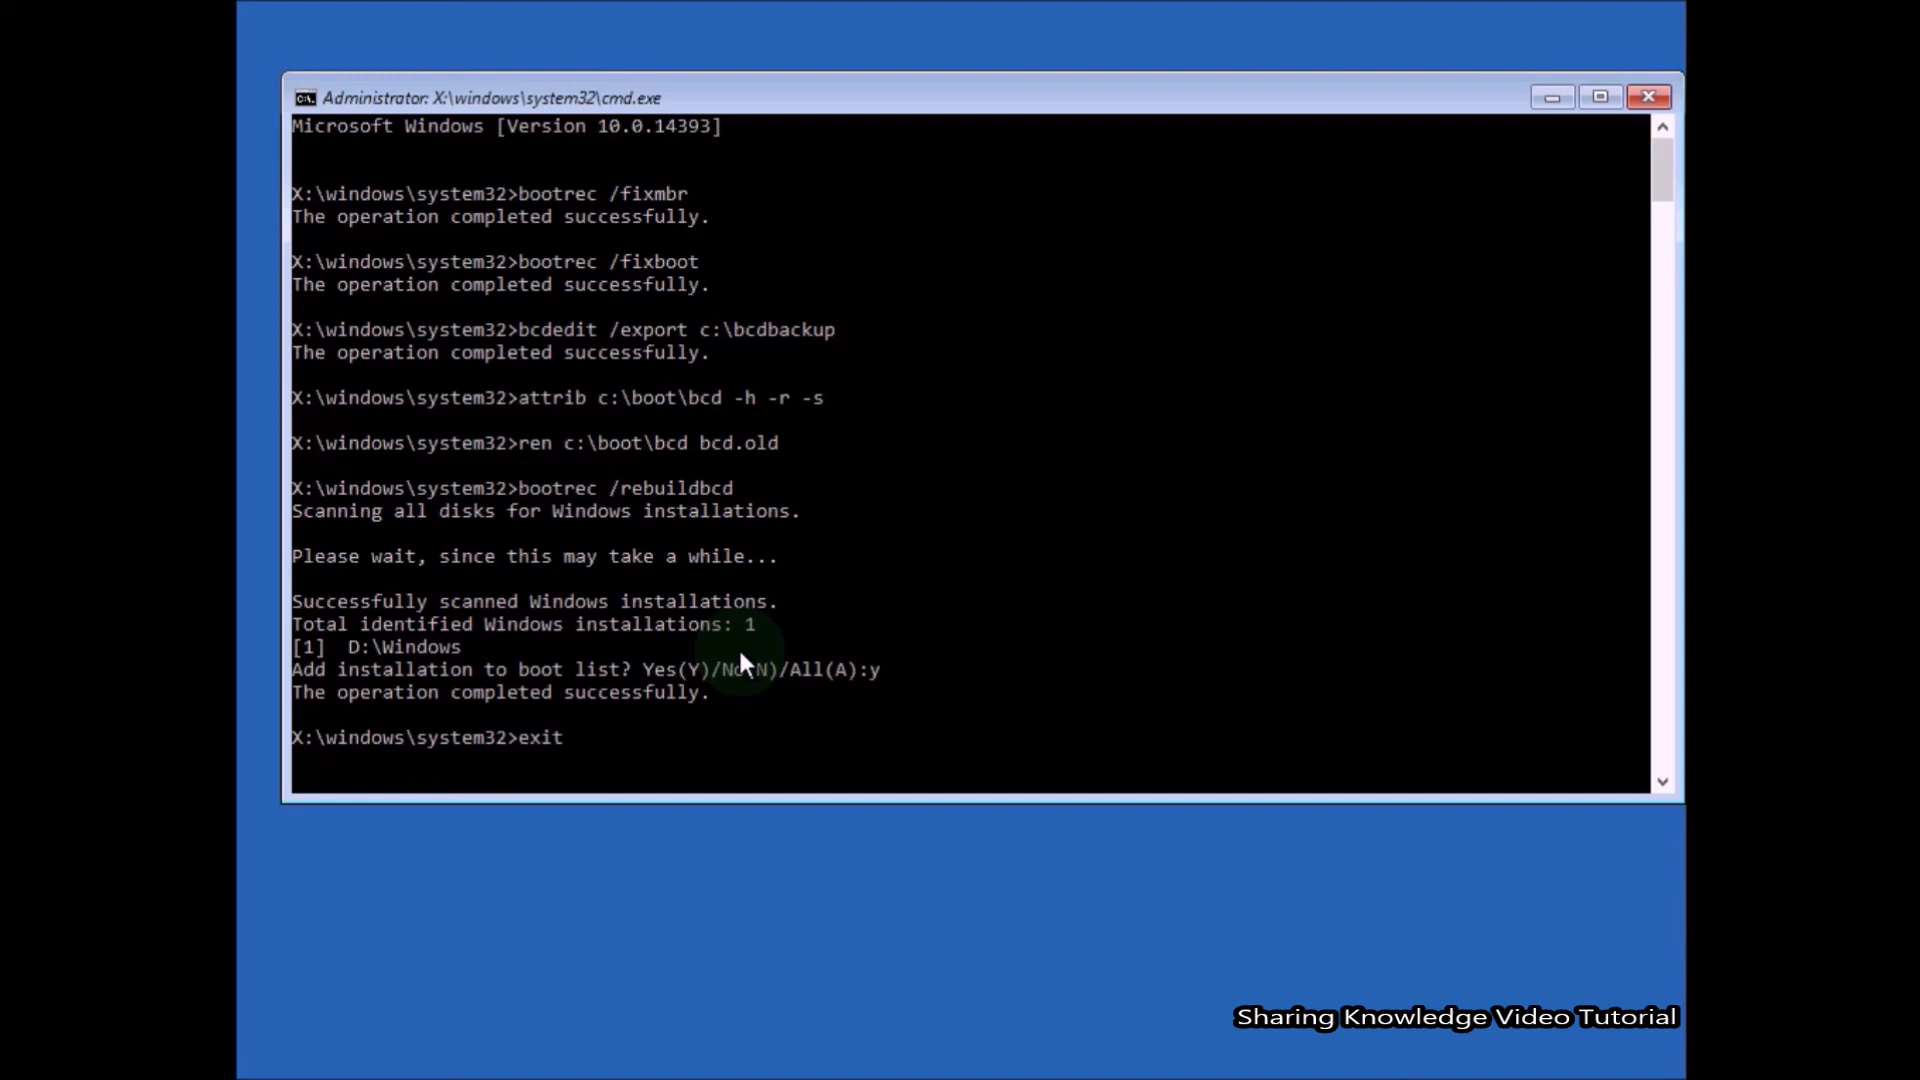 Administrator: X:\windows\system32\cmd.exe
Microsoft Windows [Version 10.0.14393]
X:\windows\system32>bootrec /fixmbr
The operation completed successfully.
X:\windows\system32>bootrec /fixboot
The operation completed successfully.
X:\windows\system32>bcdedit /export c:\bcdbackup
The operation completed successfully.
X:\windows\system32>attrib c:\boot\bcd -h -r -s
X:\windows\system32>ren c:\boot\bcd bcd.old
X:\windows\system32>bootrec /rebuildbcd
Scanning all disks for Windows installations.
Please wait, since this may take a while...
Successfully scanned Windows installations.
Total identified Windows installations: 1
[1]  D:\Windows
Add installation to boot list? Yes(Y)/No(N)/All(A):y
The operation completed successfully.
X:\windows\system32>exit
Sharing Knowledge Video Tutorial